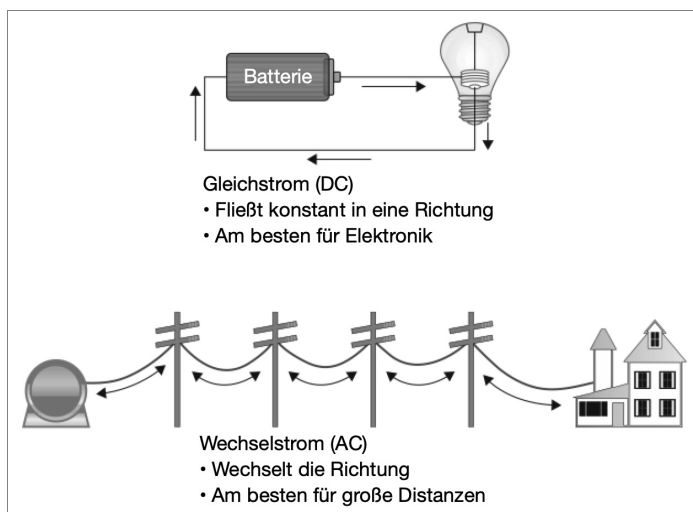 Batterie
Gleichstrom (DC)
• Fließt konstant in eine Richtung
• Am besten für Elektronik
Wechselstrom (AC)
• Wechselt die Richtung
• Am besten für große Distanzen